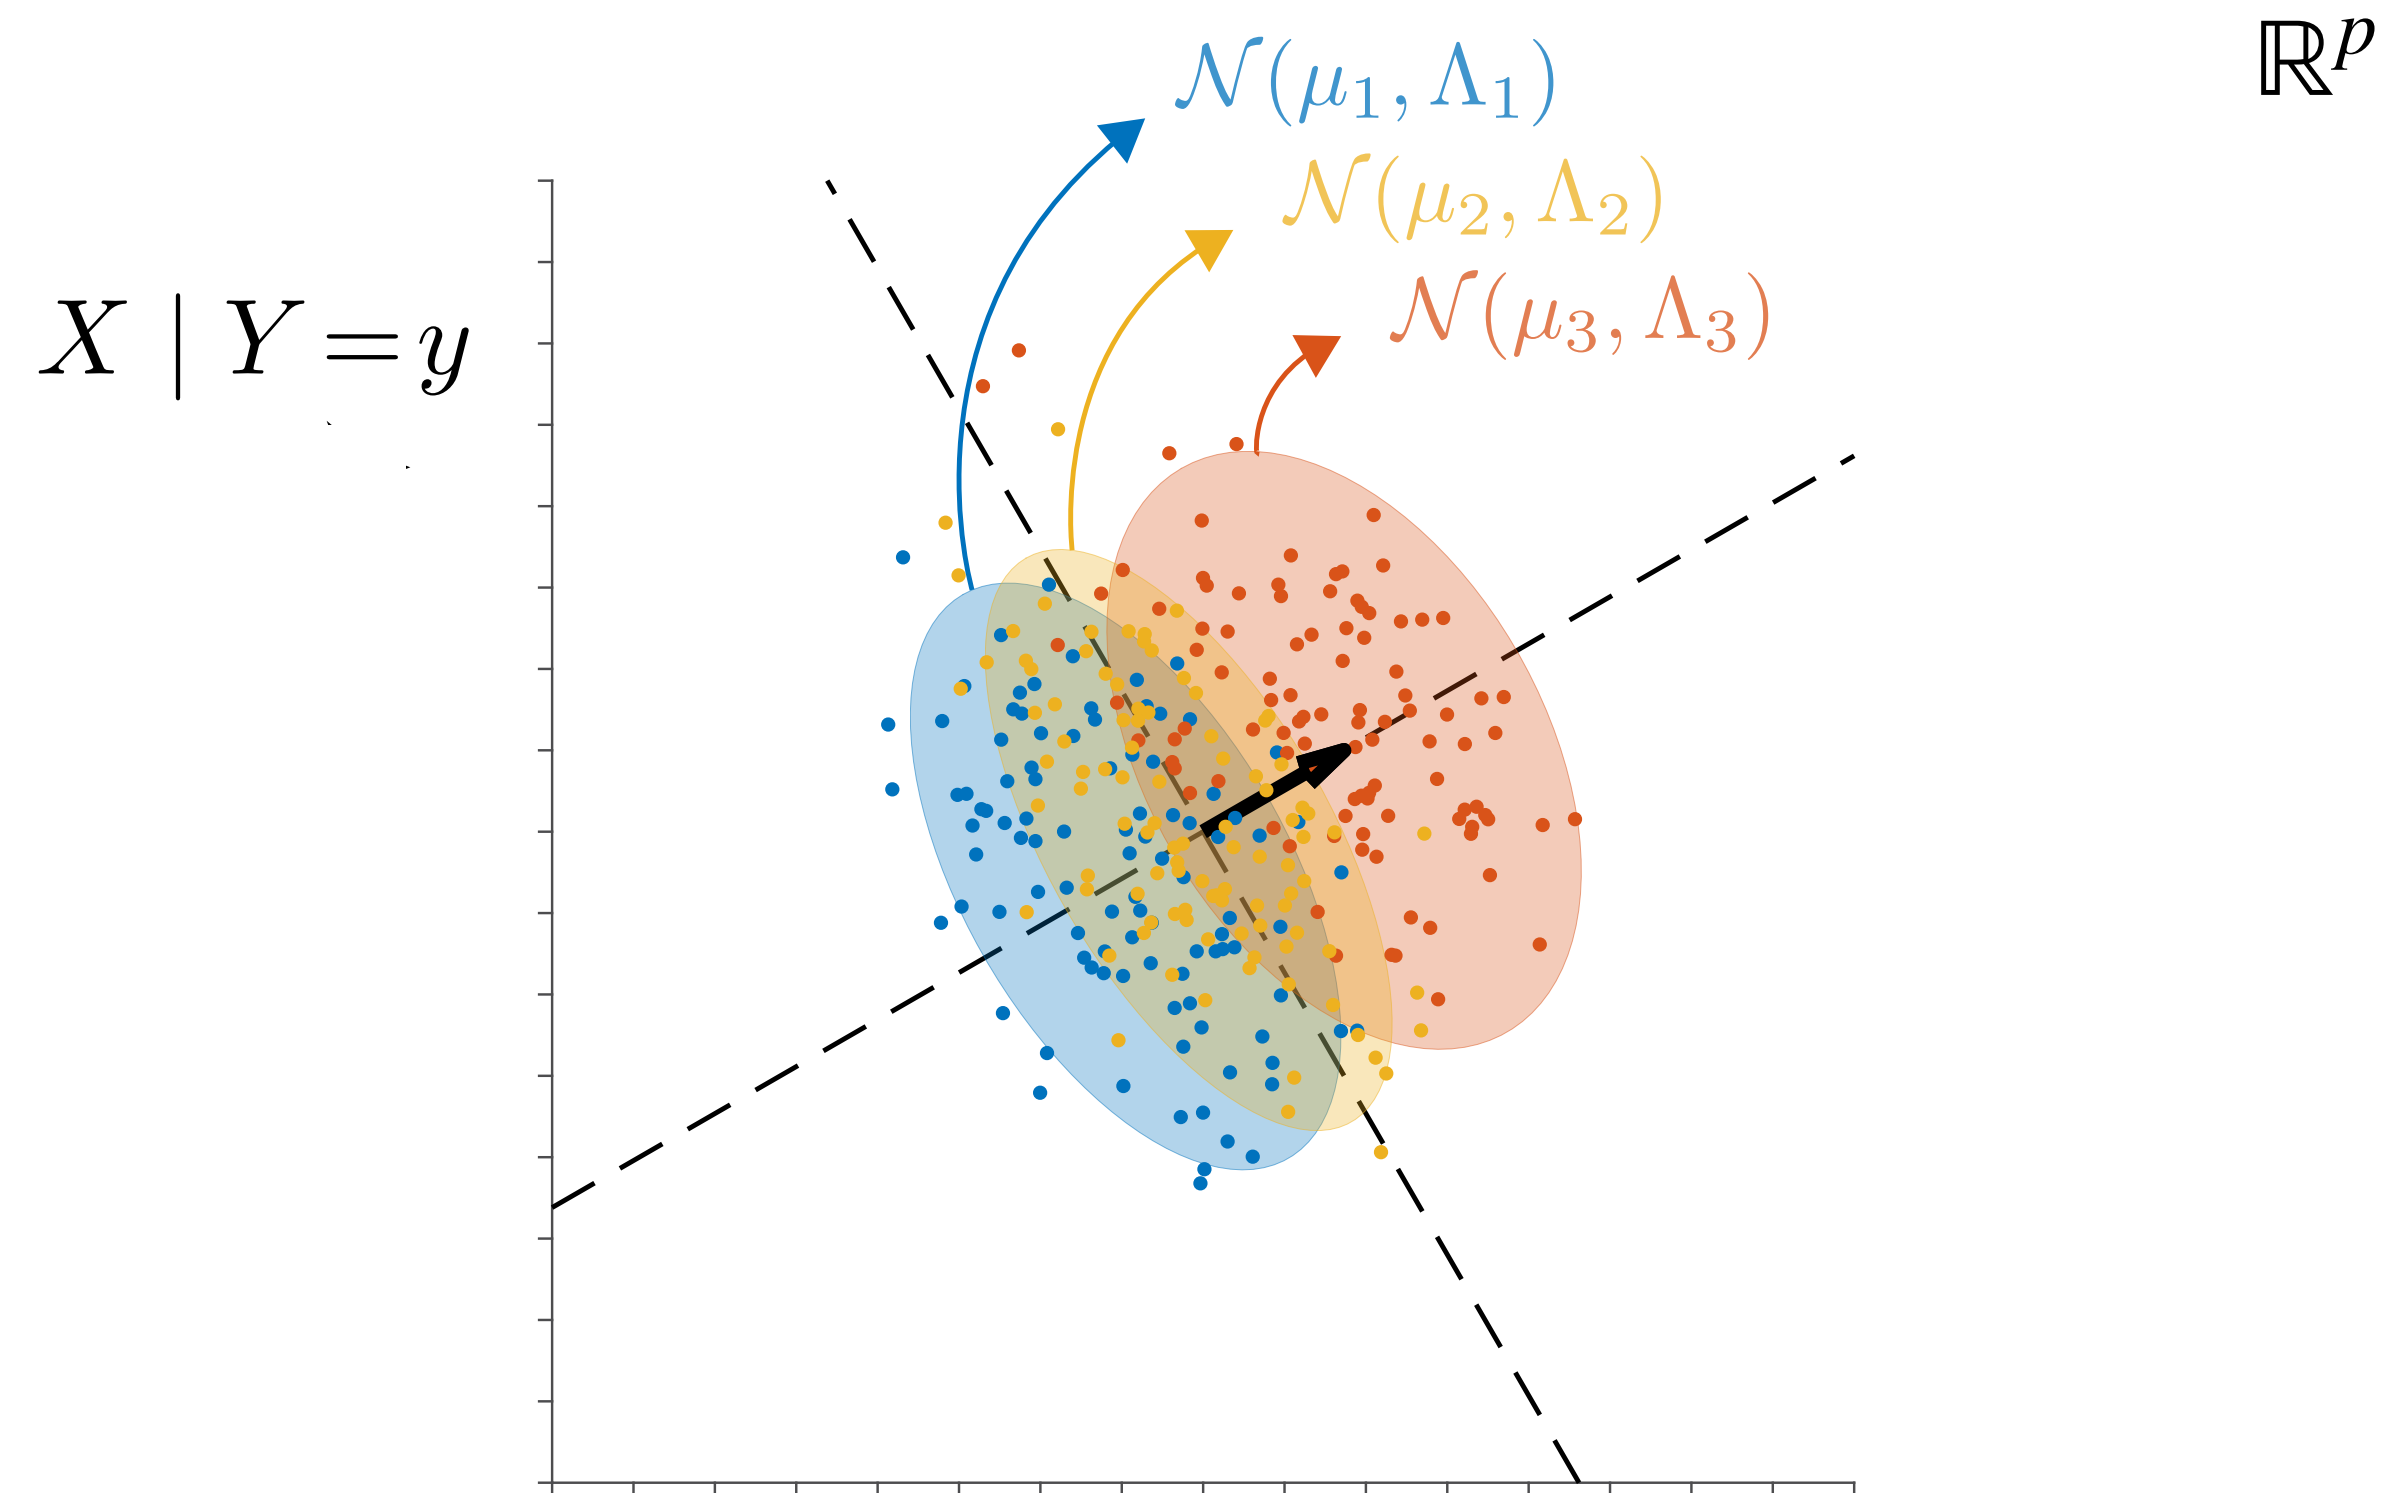 ℝᵖ
𝒩(μ₁, Λ₁)
𝒩(μ₂, Λ₂)
𝒩(μ₃, Λ₃)
X | Y = y